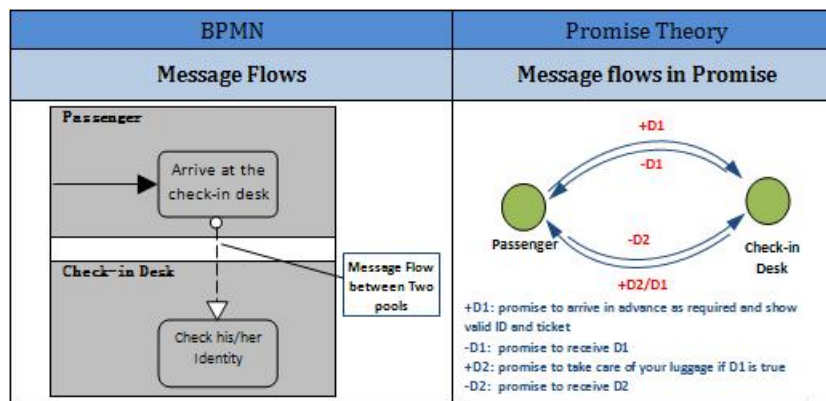 BPMN
Promise Theory
Message Flows
Message flows in Promise
Passenger
Arrive at the
check-in desk
Check-in Desk
Message Flow
between Two
pools
Check his/her
Identity
+D1
-D1
Passenger
Check-in
Desk
-D2
+D2/D1
+D1: promise to arrive in advance as required and show
valid ID and ticket
-D1: promise to receive D1
+D2: promise to take care of your luggage if D1 is true
-D2: promise to receive D2